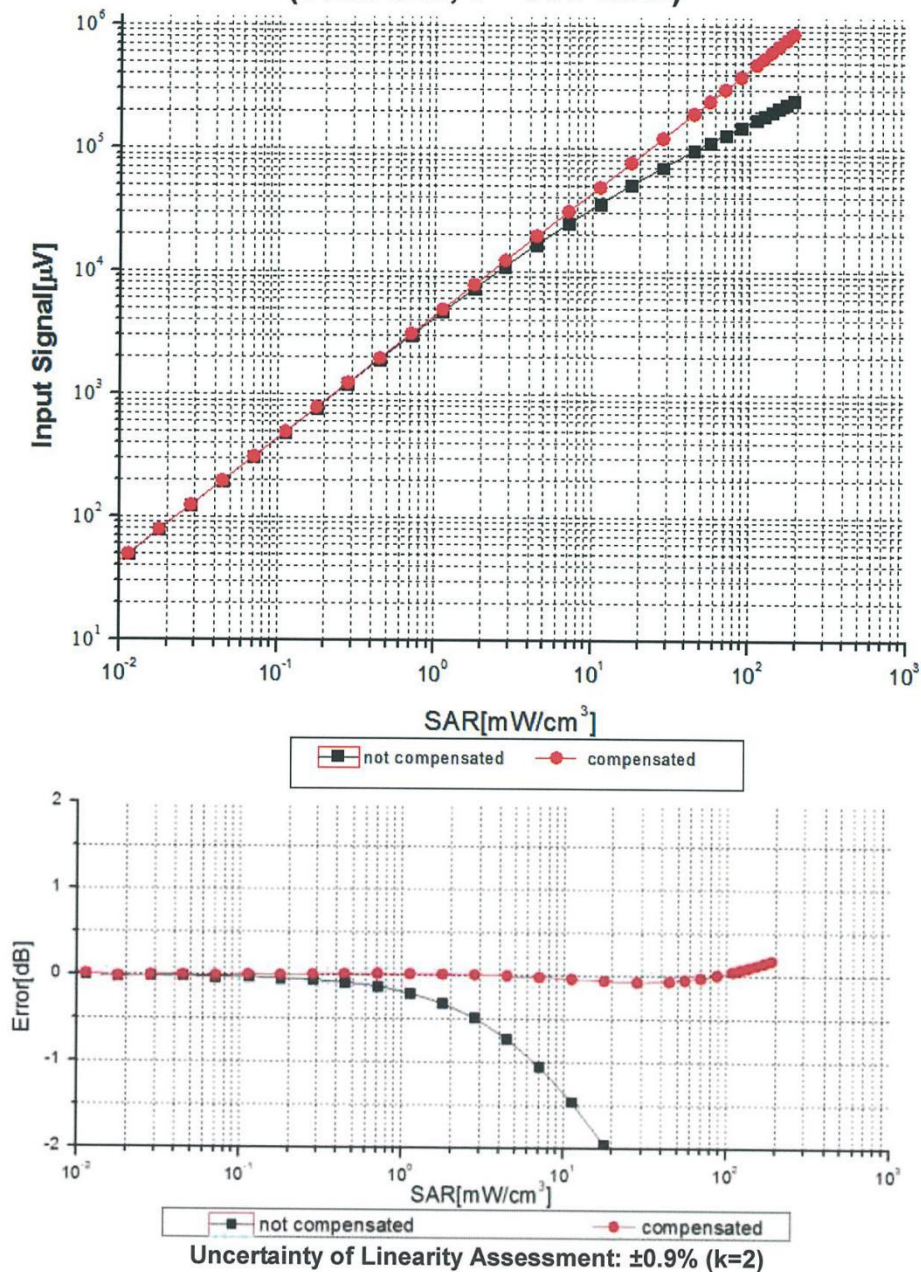 10⁶
10⁵
10⁴
10³
10²
10¹
Input Signal[µV]
10⁻² 10⁻¹ 10⁰ 10¹ 10² 10³
SAR[mW/cm³]
not compensated compensated
2
1
0
-1
-2
Error[dB]
10⁻² 10⁻¹ 10⁰ 10¹ 10² 10³
SAR[mW/cm³]
not compensated compensated
Uncertainty of Linearity Assessment: ±0.9% (k=2)